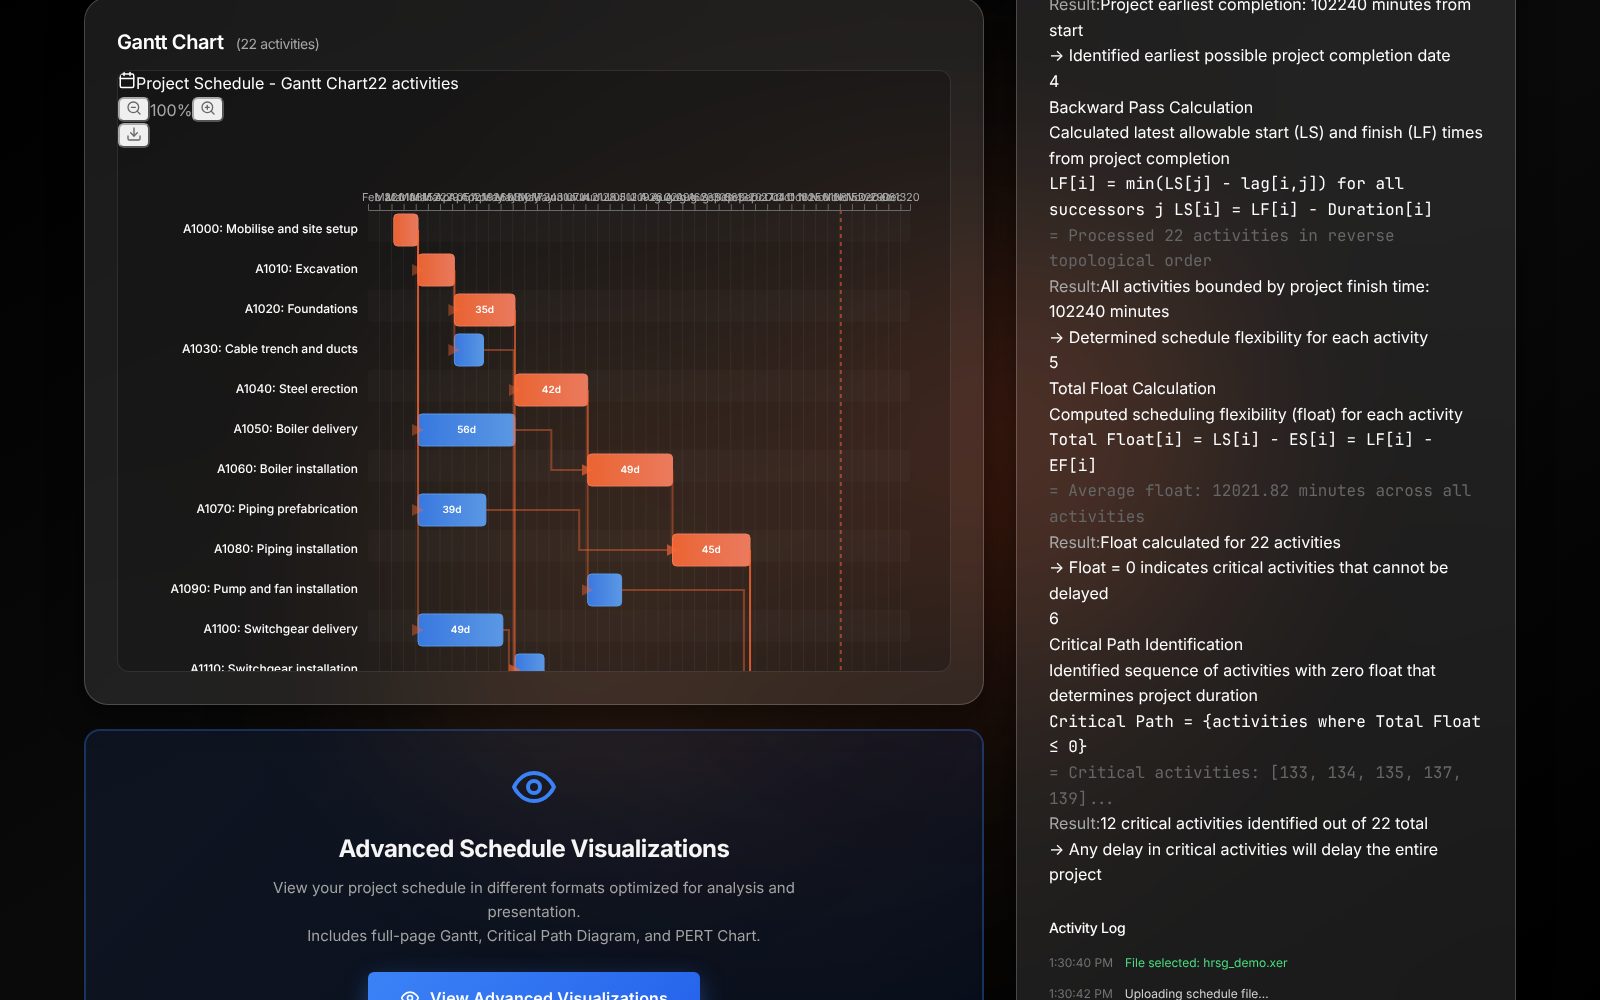 Gantt Chart (22 activities)
Project Schedule - Gantt Chart22 activities
100%
A1000: Mobilise and site setup
A1010: Excavation
A1020: Foundations
35d
A1030: Cable trench and ducts
A1040: Steel erection
42d
A1050: Boiler delivery
56d
A1060: Boiler installation
49d
A1070: Piping prefabrication
39d
A1080: Piping installation
45d
A1090: Pump and fan installation
A1100: Switchgear delivery
49d
A1110: Switchgear installation
Advanced Schedule Visualizations
View your project schedule in different formats optimized for analysis and
presentation.
Includes full-page Gantt, Critical Path Diagram, and PERT Chart.
View Advanced Visualizations
Result:Project earliest completion: 102240 minutes from
start
→ Identified earliest possible project completion date
4
Backward Pass Calculation
Calculated latest allowable start (LS) and finish (LF) times
from project completion
LF[i] = min(LS[j] - lag[i,j]) for all
successors j LS[i] = LF[i] - Duration[i]
= Processed 22 activities in reverse
topological order
Result:All activities bounded by project finish time:
102240 minutes
→ Determined schedule flexibility for each activity
5
Total Float Calculation
Computed scheduling flexibility (float) for each activity
Total Float[i] = LS[i] - ES[i] = LF[i] -
EF[i]
= Average float: 12021.82 minutes across all
activities
Result:Float calculated for 22 activities
→ Float = 0 indicates critical activities that cannot be
delayed
6
Critical Path Identification
Identified sequence of activities with zero float that
determines project duration
Critical Path = {activities where Total Float
≤ 0}
= Critical activities: [133, 134, 135, 137,
139]...
Result:12 critical activities identified out of 22 total
→ Any delay in critical activities will delay the entire
project
Activity Log
1:30:40 PM File selected: hrsg_demo.xer
1:30:42 PM Uploading schedule file...